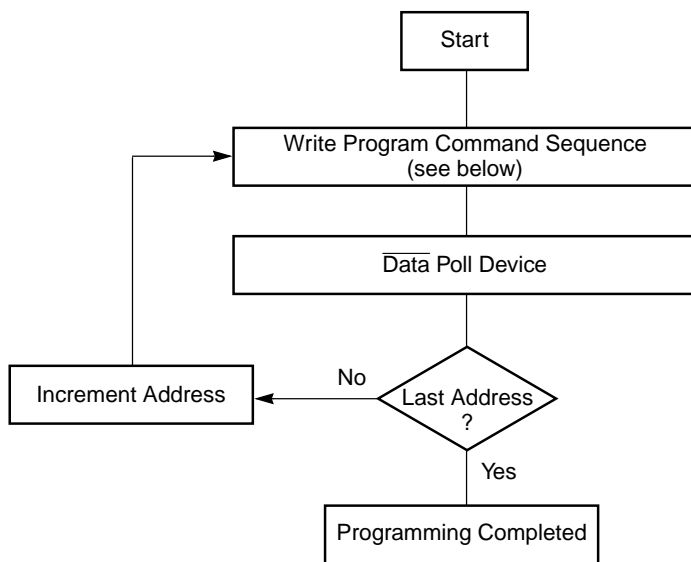 Start
Write Program Command Sequence
(see below)
Data Poll Device
No
Increment Address
Last Address
?
Yes
Programming Completed